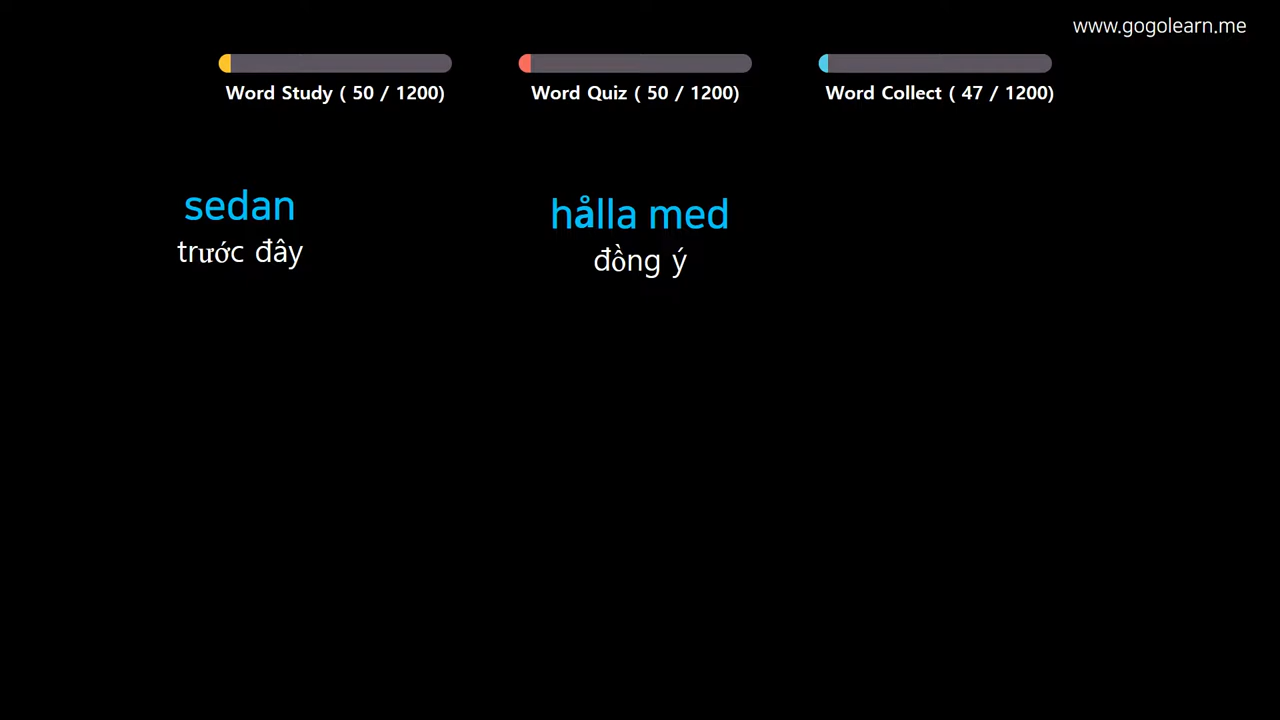 www.gogolearn.me
Word Study ( 50 / 1200)
Word Quiz ( 50 / 1200)
Word Collect ( 47 / 1200)
sedan
trước đây
hålla med
đồng ý